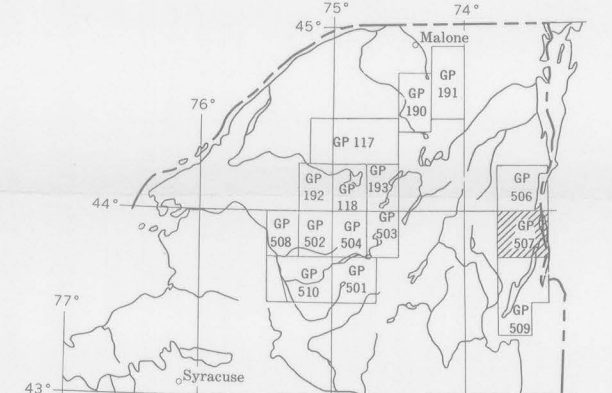 75°
74°
45°
Malone
GP
191
GP
190
76°
GP 117
GP
192
GP
118
GP
193
GP
506
44°
GP
508
GP
502
GP
504
GP
503
GP
507
GP
510
GP
501
77°
GP
509
Syracuse
43°